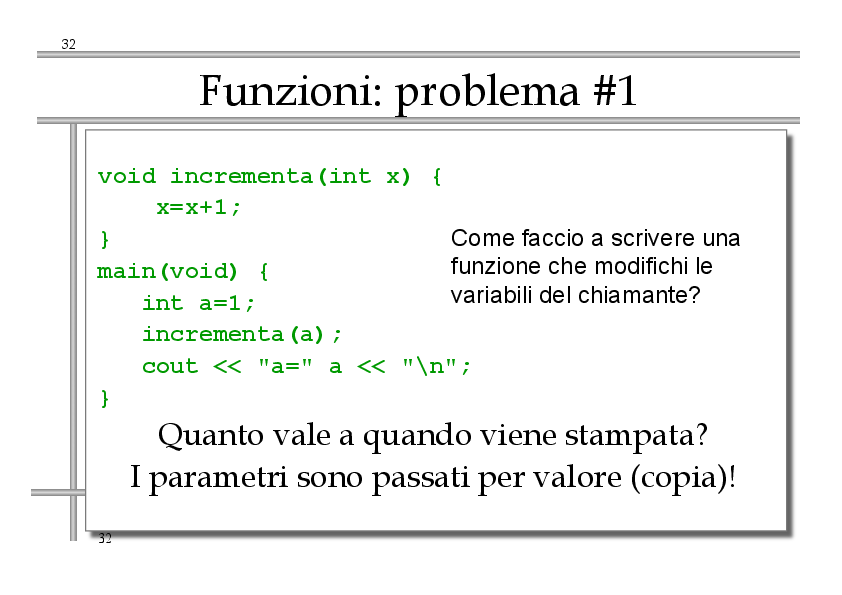 32
Funzioni: problema #1
void incrementa(int x) {
x=x+1;
}
main(void) {
int a=1;
incrementa(a);
cout << "a=" a << "\n";
}
Come faccio a scrivere una
funzione che modifichi le
variabili del chiamante?
Quanto vale a quando viene stampata?
I parametri sono passati per valore (copia)!
32